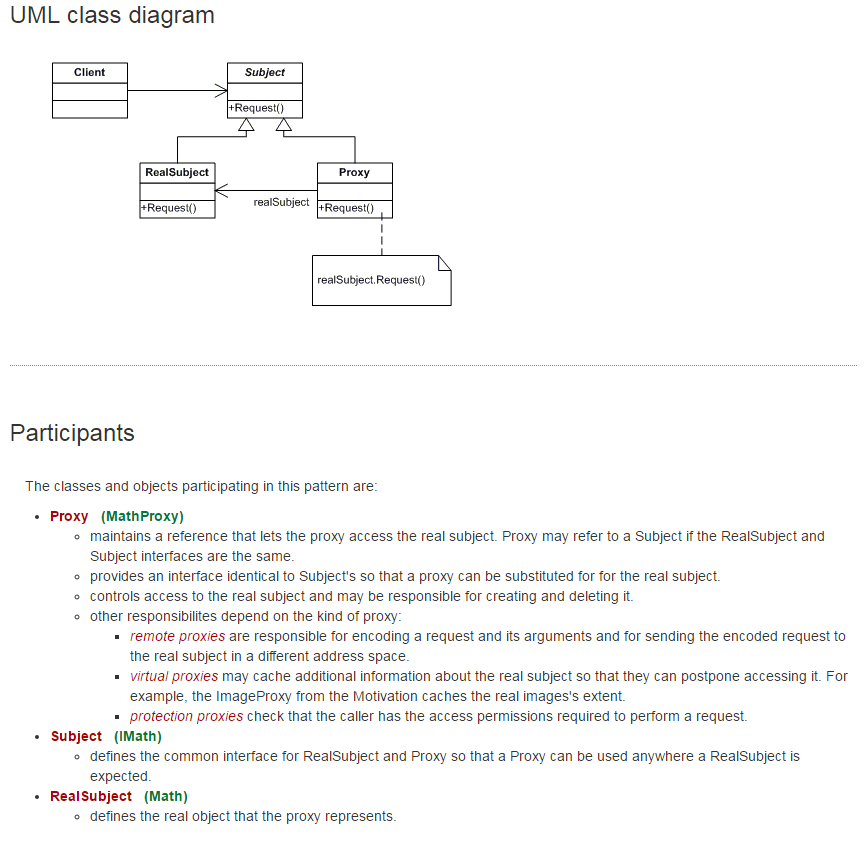 UML class diagram
Client
Subject
+Request()
RealSubject
Proxy
+Request()
realSubject
+Request()
realSubject.Request()
Participants
The classes and objects participating in this pattern are:
Proxy (MathProxy)
maintains a reference that lets the proxy access the real subject. Proxy may refer to a Subject if the RealSubject and
Subject interfaces are the same.
provides an interface identical to Subject's so that a proxy can be substituted for for the real subject.
controls access to the real subject and may be responsible for creating and deleting it.
other responsibilites depend on the kind of proxy:
remote proxies are responsible for encoding a request and its arguments and for sending the encoded request to
the real subject in a different address space.
virtual proxies may cache additional information about the real subject so that they can postpone accessing it. For
example, the ImageProxy from the Motivation caches the real images's extent.
protection proxies check that the caller has the access permissions required to perform a request.
Subject (IMath)
defines the common interface for RealSubject and Proxy so that a Proxy can be used anywhere a RealSubject is
expected.
RealSubject (Math)
defines the real object that the proxy represents.